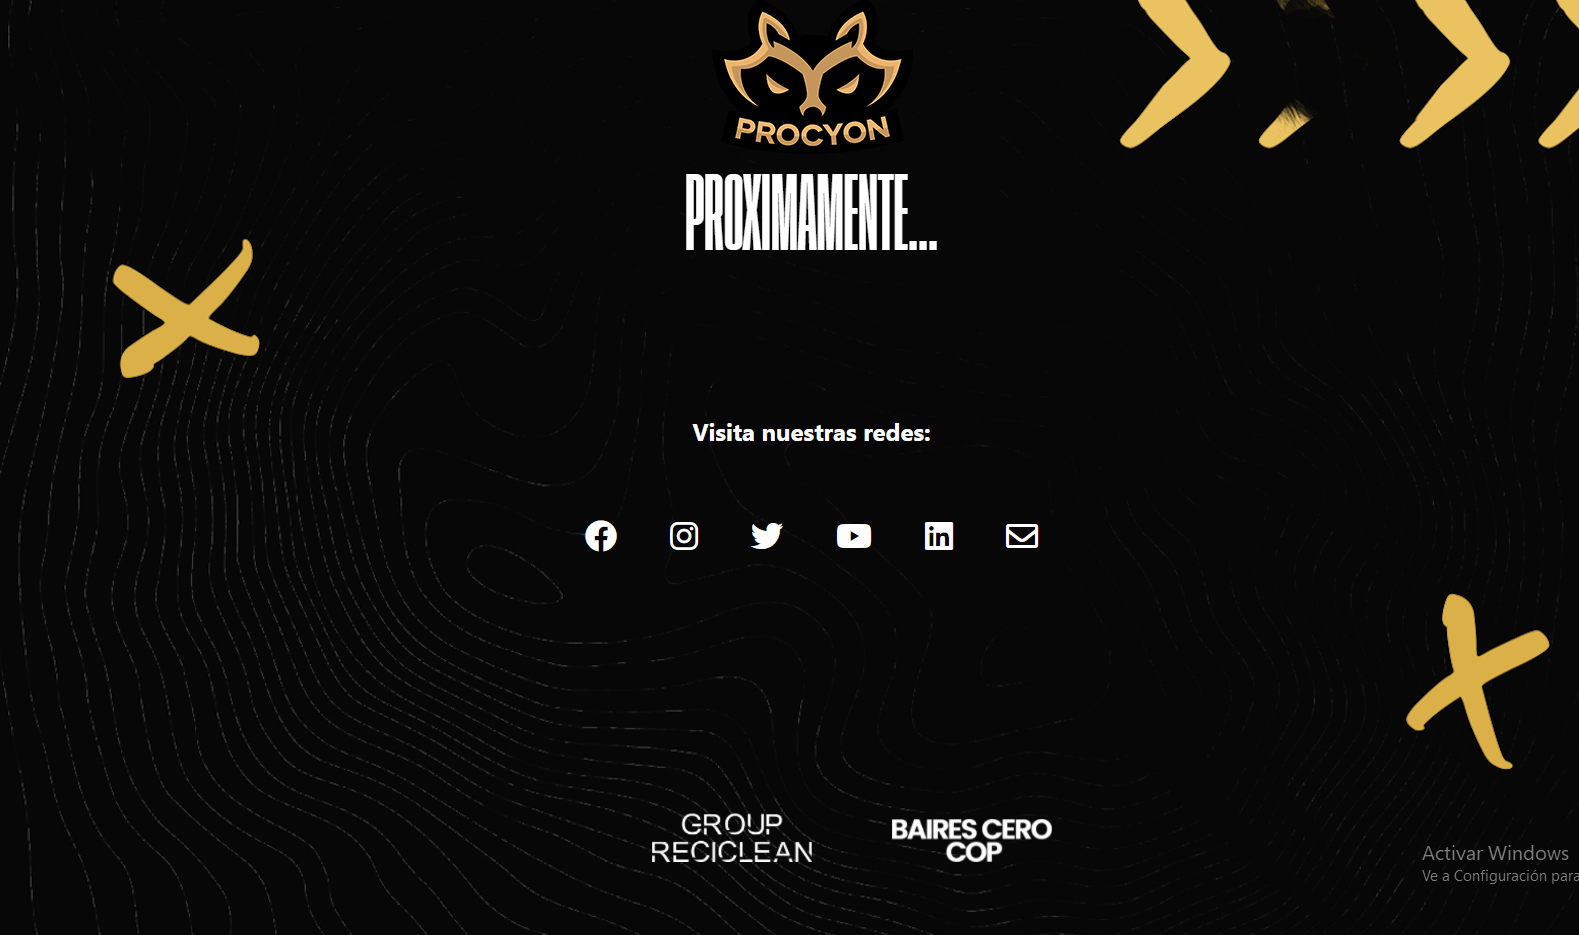 PROCYON
PROXIMAMENTE...
Visita nuestras redes:
GROUP
RECICLEAN
BAIRES CERO
COP
Activar Windows
Ve a Configuración para